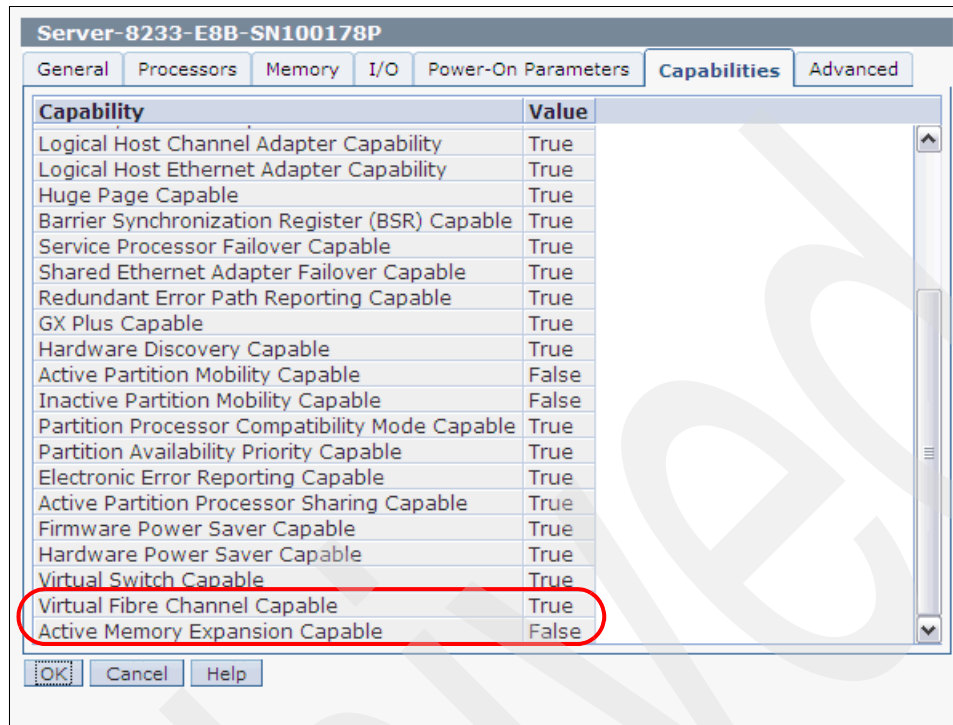 Server-8233-E8B-SN100178P
General Processors Memory I/O Power-On Parameters Capabilities Advanced
Capability Value
Logical Host Channel Adapter Capability True
Logical Host Ethernet Adapter Capability True
Huge Page Capable True
Barrier Synchronization Register (BSR) Capable True
Service Processor Failover Capable True
Shared Ethernet Adapter Failover Capable True
Redundant Error Path Reporting Capable True
GX Plus Capable True
Hardware Discovery Capable True
Active Partition Mobility Capable False
Inactive Partition Mobility Capable False
Partition Processor Compatibility Mode Capable True
Partition Availability Priority Capable True
Electronic Error Reporting Capable True
Active Partition Processor Sharing Capable True
Firmware Power Saver Capable True
Hardware Power Saver Capable True
Virtual Switch Capable True
Virtual Fibre Channel Capable True
Active Memory Expansion Capable False
OK Cancel Help